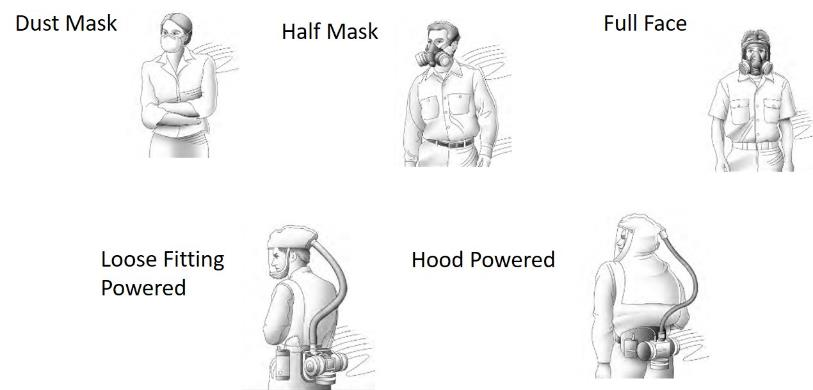 Dust Mask
Half Mask
Full Face
Loose Fitting
Powered
Hood Powered